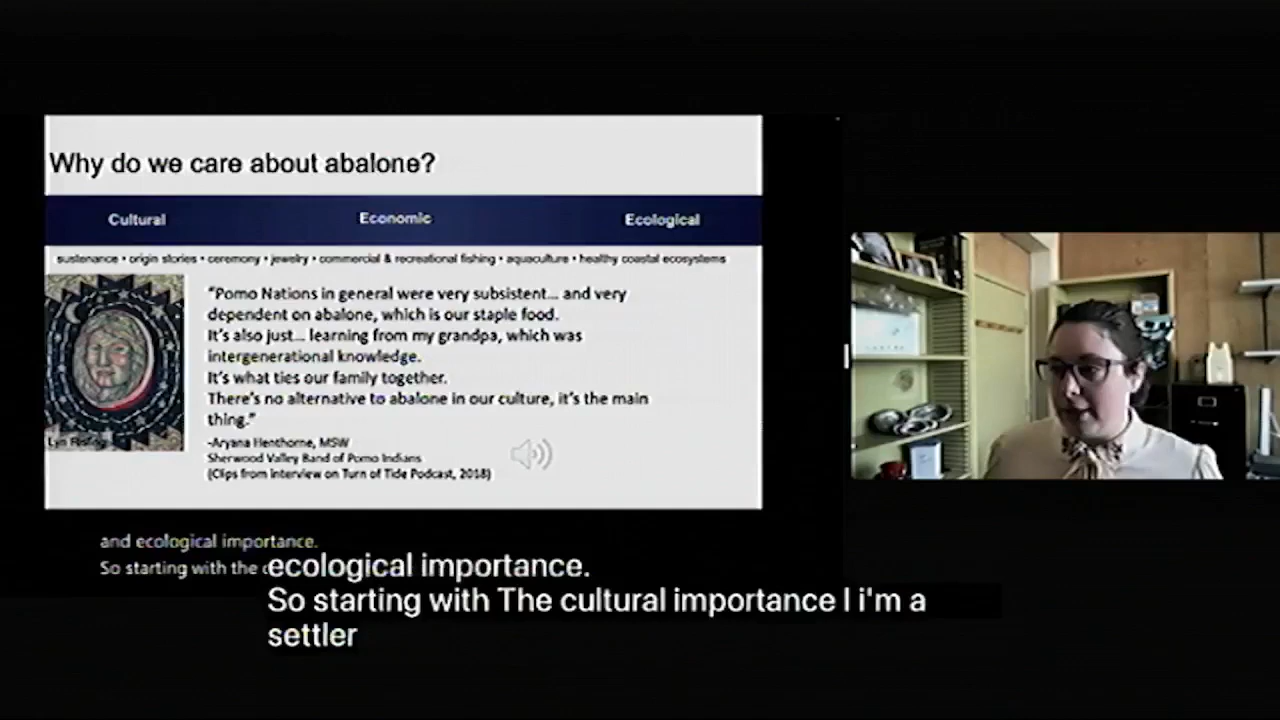 Why do we care about abalone?
Cultural Economic Ecological
sustenance • origin stories • ceremony • jewelry • commercial & recreational fishing • aquaculture • healthy coastal ecosystems
“Pomo Nations in general were very subsistent... and very
dependent on abalone, which is our staple food.
It’s also just... learning from my grandpa, which was
intergenerational knowledge.
It’s what ties our family together.
There’s no alternative to abalone in our culture, it’s the main
thing.”
-Aryana Henthorne, MSW
Sherwood Valley Band of Pomo Indians
(Clips from interview on Turn of Tide Podcast, 2018)
Lyn Risling
and ecological importance.
So starting with the
ecological importance.
So starting with The cultural importance I i'm a
settler